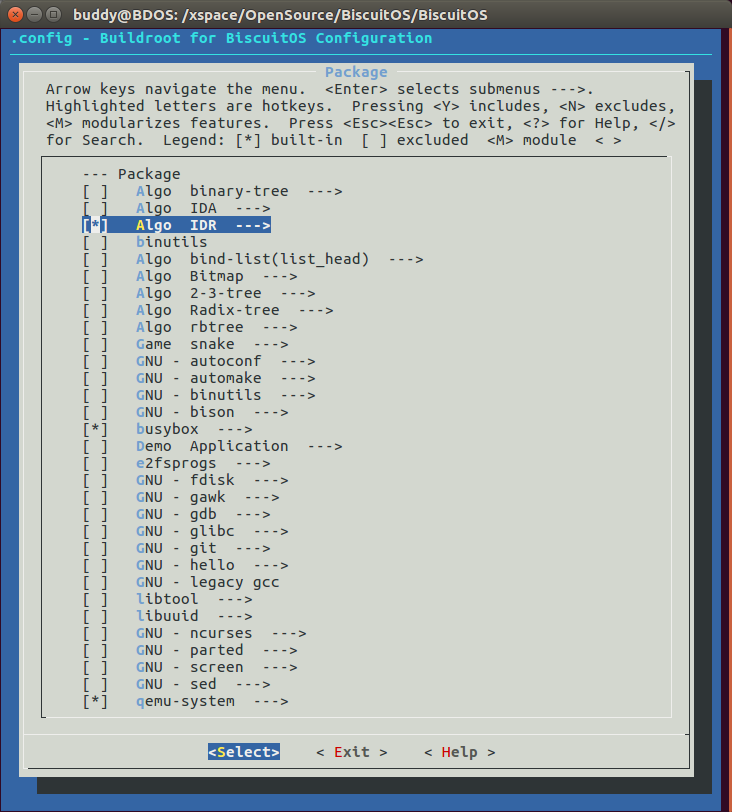 buddy@BDOS: /xspace/OpenSource/BiscuitOS/BiscuitOS
.config - Buildroot for BiscuitOS Configuration
Package
Arrow keys navigate the menu.  <Enter> selects submenus --->.
Highlighted letters are hotkeys.  Pressing <Y> includes, <N> excludes,
<M> modularizes features.  Press <Esc><Esc> to exit, <?> for Help, </>
for Search.  Legend: [*] built-in  [ ] excluded  <M> module  < >
--- Package
[ ]   Algo  binary-tree  --->
[ ]   Algo  IDA  --->
[*]   Algo  IDR  --->
[ ]   binutils
[ ]   Algo  bind-list(list_head)  --->
[ ]   Algo  Bitmap  --->
[ ]   Algo  2-3-tree  --->
[ ]   Algo  Radix-tree  --->
[ ]   Algo  rbtree  --->
[ ]   Game  snake  --->
[ ]   GNU - autoconf  --->
[ ]   GNU - automake  --->
[ ]   GNU - binutils  --->
[ ]   GNU - bison  --->
[*]   busybox  --->
[ ]   Demo  Application  --->
[ ]   e2fsprogs  --->
[ ]   GNU - fdisk  --->
[ ]   GNU - gawk  --->
[ ]   GNU - gdb  --->
[ ]   GNU - glibc  --->
[ ]   GNU - git  --->
[ ]   GNU - hello  --->
[ ]   GNU - legacy gcc
[ ]   libtool  --->
[ ]   libuuid  --->
[ ]   GNU - ncurses  --->
[ ]   GNU - parted  --->
[ ]   GNU - screen  --->
[ ]   GNU - sed  --->
[*]   qemu-system  --->
<Select>    < Exit >    < Help >